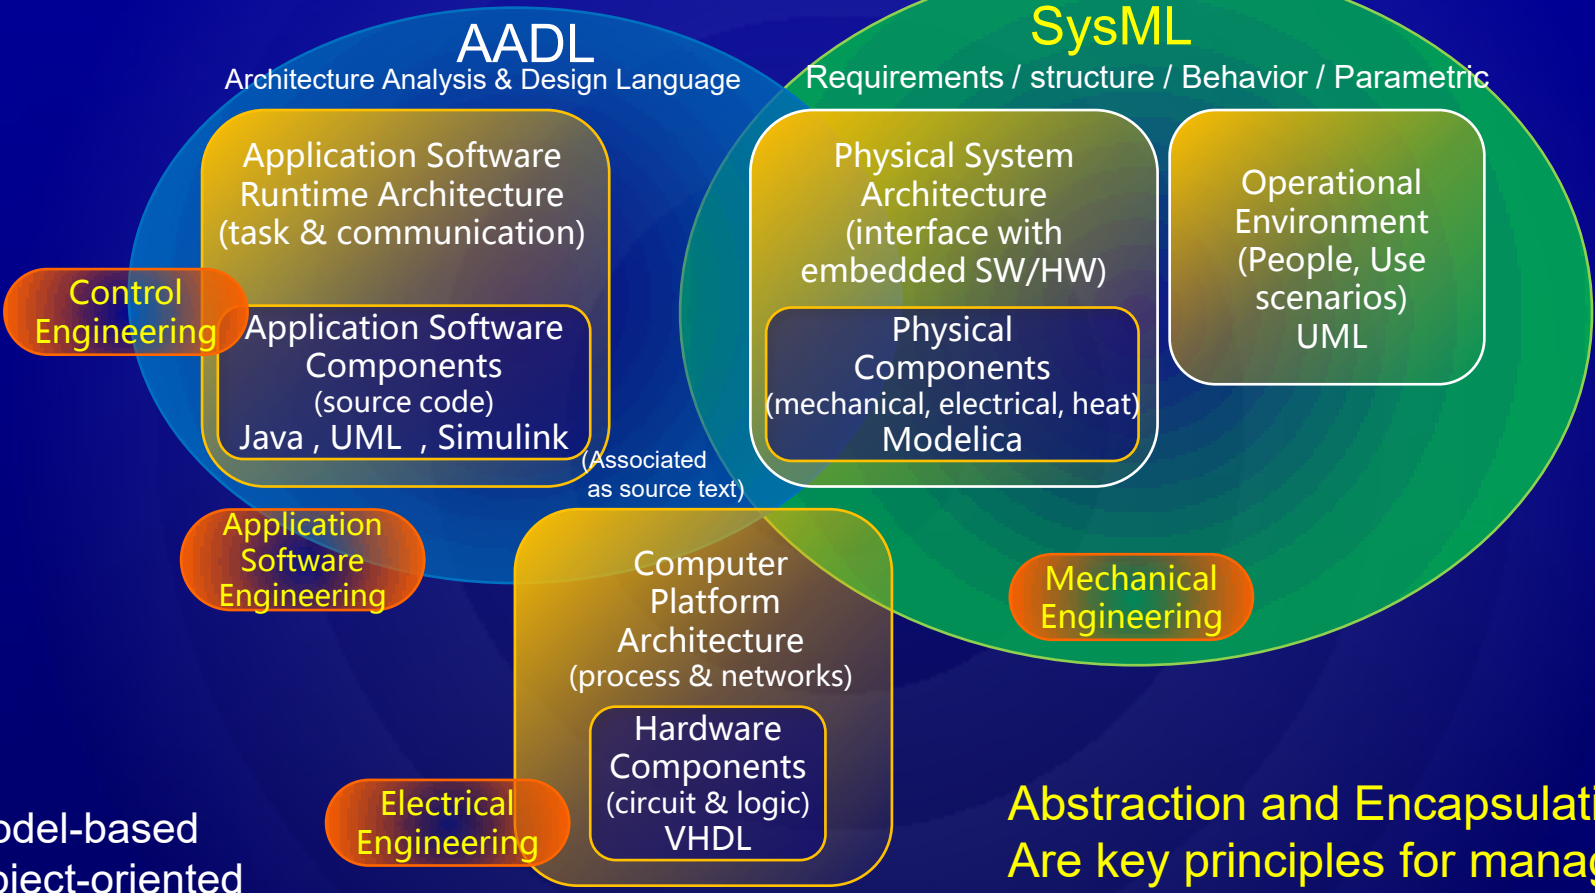 AADL
Architecture Analysis & Design Language
SysML
Requirements / structure / Behavior / Parametric
Application Software
Runtime Architecture
(task & communication)
Control
Engineering
Application Software
Components
(source code)
Java , UML , Simulink
(Associated
as source text)
Physical System
Architecture
(interface with
embedded SW/HW)
Physical
Components
(mechanical, electrical, heat)
Modelica
Operational
Environment
(People, Use
scenarios)
UML
Application
Software
Engineering
Computer
Platform
Architecture
(process & networks)
Hardware
Components
(circuit & logic)
VHDL
Mechanical
Engineering
Electrical
Engineering
odel-based
bject-oriented
Abstraction and Encapsulati
Are key principles for manag